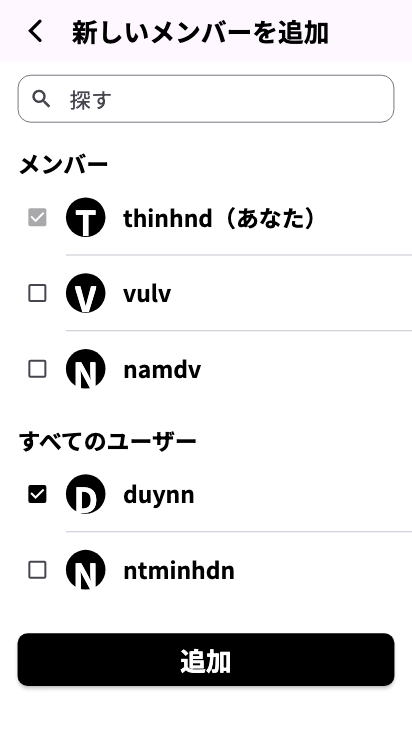 新しいメンバーを追加
探す
メンバー
T thinhnd（あなた）
V vulv
N namdv
すべてのユーザー
D duynn
N ntminhdn
追加